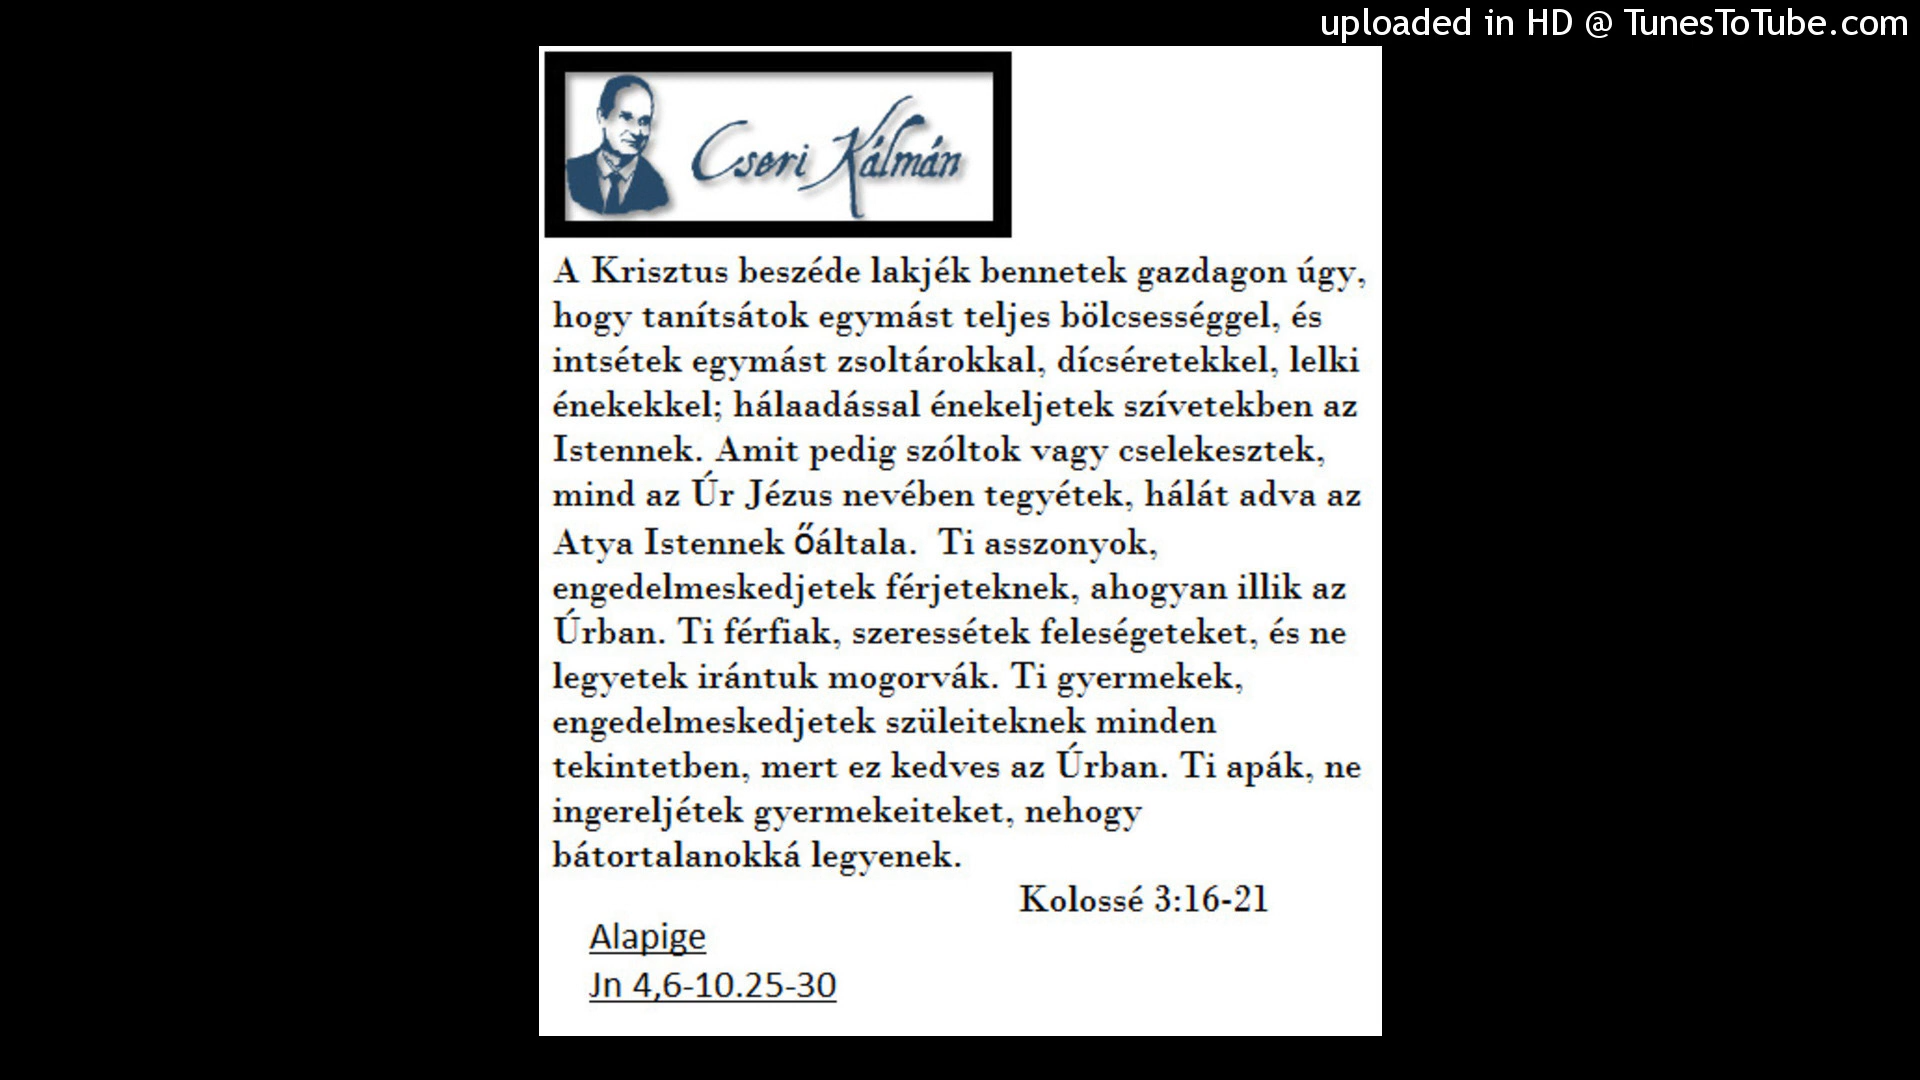 uploaded in HD @ TunesToTube.com
Cseri Kálmán
A Krisztus beszéde lakjék bennetek gazdagon úgy,
hogy tanítsátok egymást teljes bölcsességgel, és
intsétek egymást zsoltárokkal, dícséretekkel, lelki
énekekkel; hálaadással énekeljetek szívetekben az
Istennek. Amit pedig szóltok vagy cselekesztek,
mind az Úr Jézus nevében tegyétek, hálát adva az
Atya Istennek őáltala.  Ti asszonyok,
engedelmeskedjetek férjeteknek, ahogyan illik az
Úrban. Ti férfiak, szeressétek feleségeteket, és ne
legyetek irántuk mogorvák. Ti gyermekek,
engedelmeskedjetek szüleiteknek minden
tekintetben, mert ez kedves az Úrban. Ti apák, ne
ingereljétek gyermekeiteket, nehogy
bátortalanokká legyenek.
Kolossé 3:16-21
Alapige
Jn 4,6-10.25-30